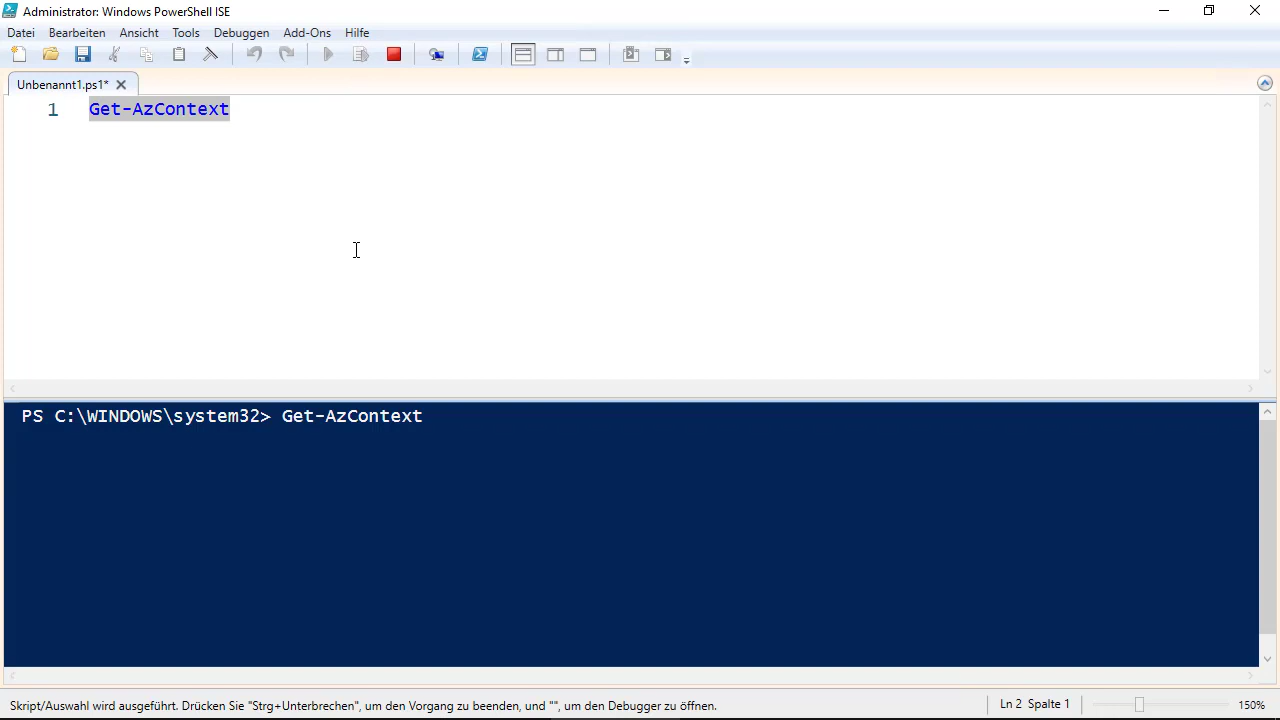 Administrator: Windows PowerShell ISE
Datei Bearbeiten Ansicht Tools Debuggen Add-Ons Hilfe
Unbenannt1.ps1*
1 Get-AzContext
PS C:\WINDOWS\system32> Get-AzContext
Skript/Auswahl wird ausgeführt. Drücken Sie "Strg+Unterbrechen", um den Vorgang zu beenden, und "", um den Debugger zu öffnen. Ln 2 Spalte 1 150%